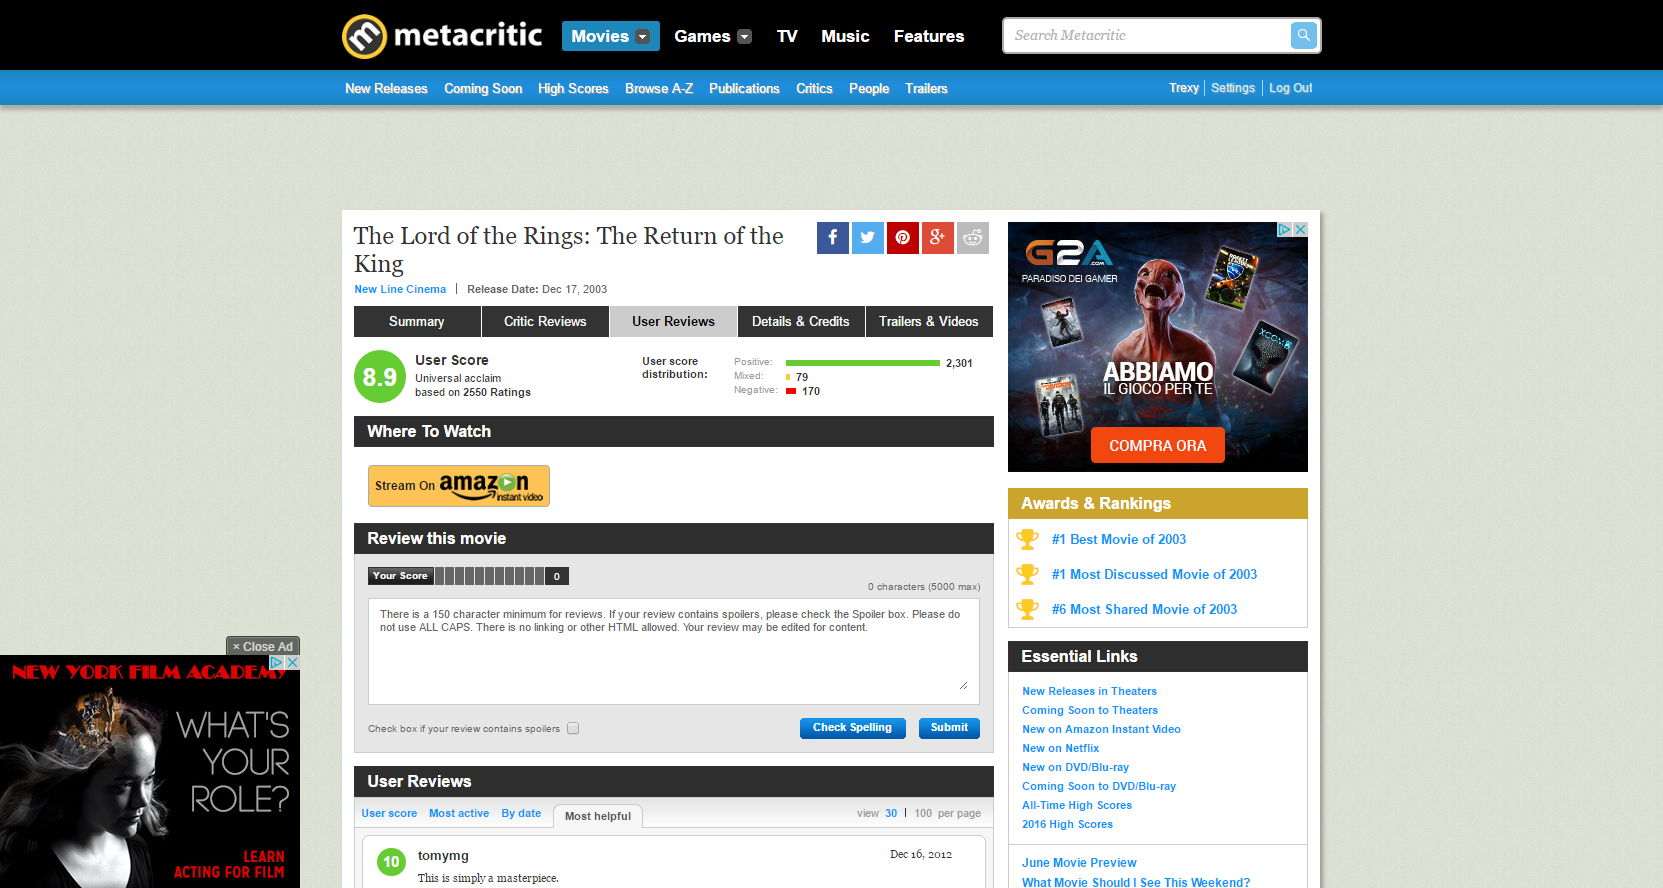 metacritic
Movies Games TV Music Features
Search Metacritic
New Releases Coming Soon High Scores Browse A-Z Publications Critics People Trailers
Trexy Settings Log Out
The Lord of the Rings: The Return of the
King
New Line Cinema | Release Date: Dec 17, 2003
Summary Critic Reviews User Reviews Details & Credits Trailers & Videos
8.9
User Score
Universal acclaim
based on 2550 Ratings
User score
distribution:
Positive: 2,301
Mixed: 79
Negative: 170
Where To Watch
Stream On amazon
instant video
Review this movie
Your Score 0
0 characters (5000 max)
There is a 150 character minimum for reviews. If your review contains spoilers, please check the Spoiler box. Please do
not use ALL CAPS. There is no linking or other HTML allowed. Your review may be edited for content.
Check box if your review contains spoilers
Check Spelling Submit
User Reviews
User score Most active By date Most helpful
view 30 | 100 per page
10
tomymg
Dec 16, 2012
This is simply a masterpiece.
G2A
.COM
PARADISO DEI GAMER
ROCKET LEAGUE
XCOM 2
THE DIVISION
ABBIAMO
IL GIOCO PER TE
COMPRA ORA
Awards & Rankings
#1 Best Movie of 2003
#1 Most Discussed Movie of 2003
#6 Most Shared Movie of 2003
Essential Links
New Releases in Theaters
Coming Soon to Theaters
New on Amazon Instant Video
New on Netflix
New on DVD/Blu-ray
Coming Soon to DVD/Blu-ray
All-Time High Scores
2016 High Scores
June Movie Preview
What Movie Should I See This Weekend?
× Close Ad
NEW YORK FILM ACADEMY
WHAT'S
YOUR
ROLE?
LEARN
ACTING FOR FILM